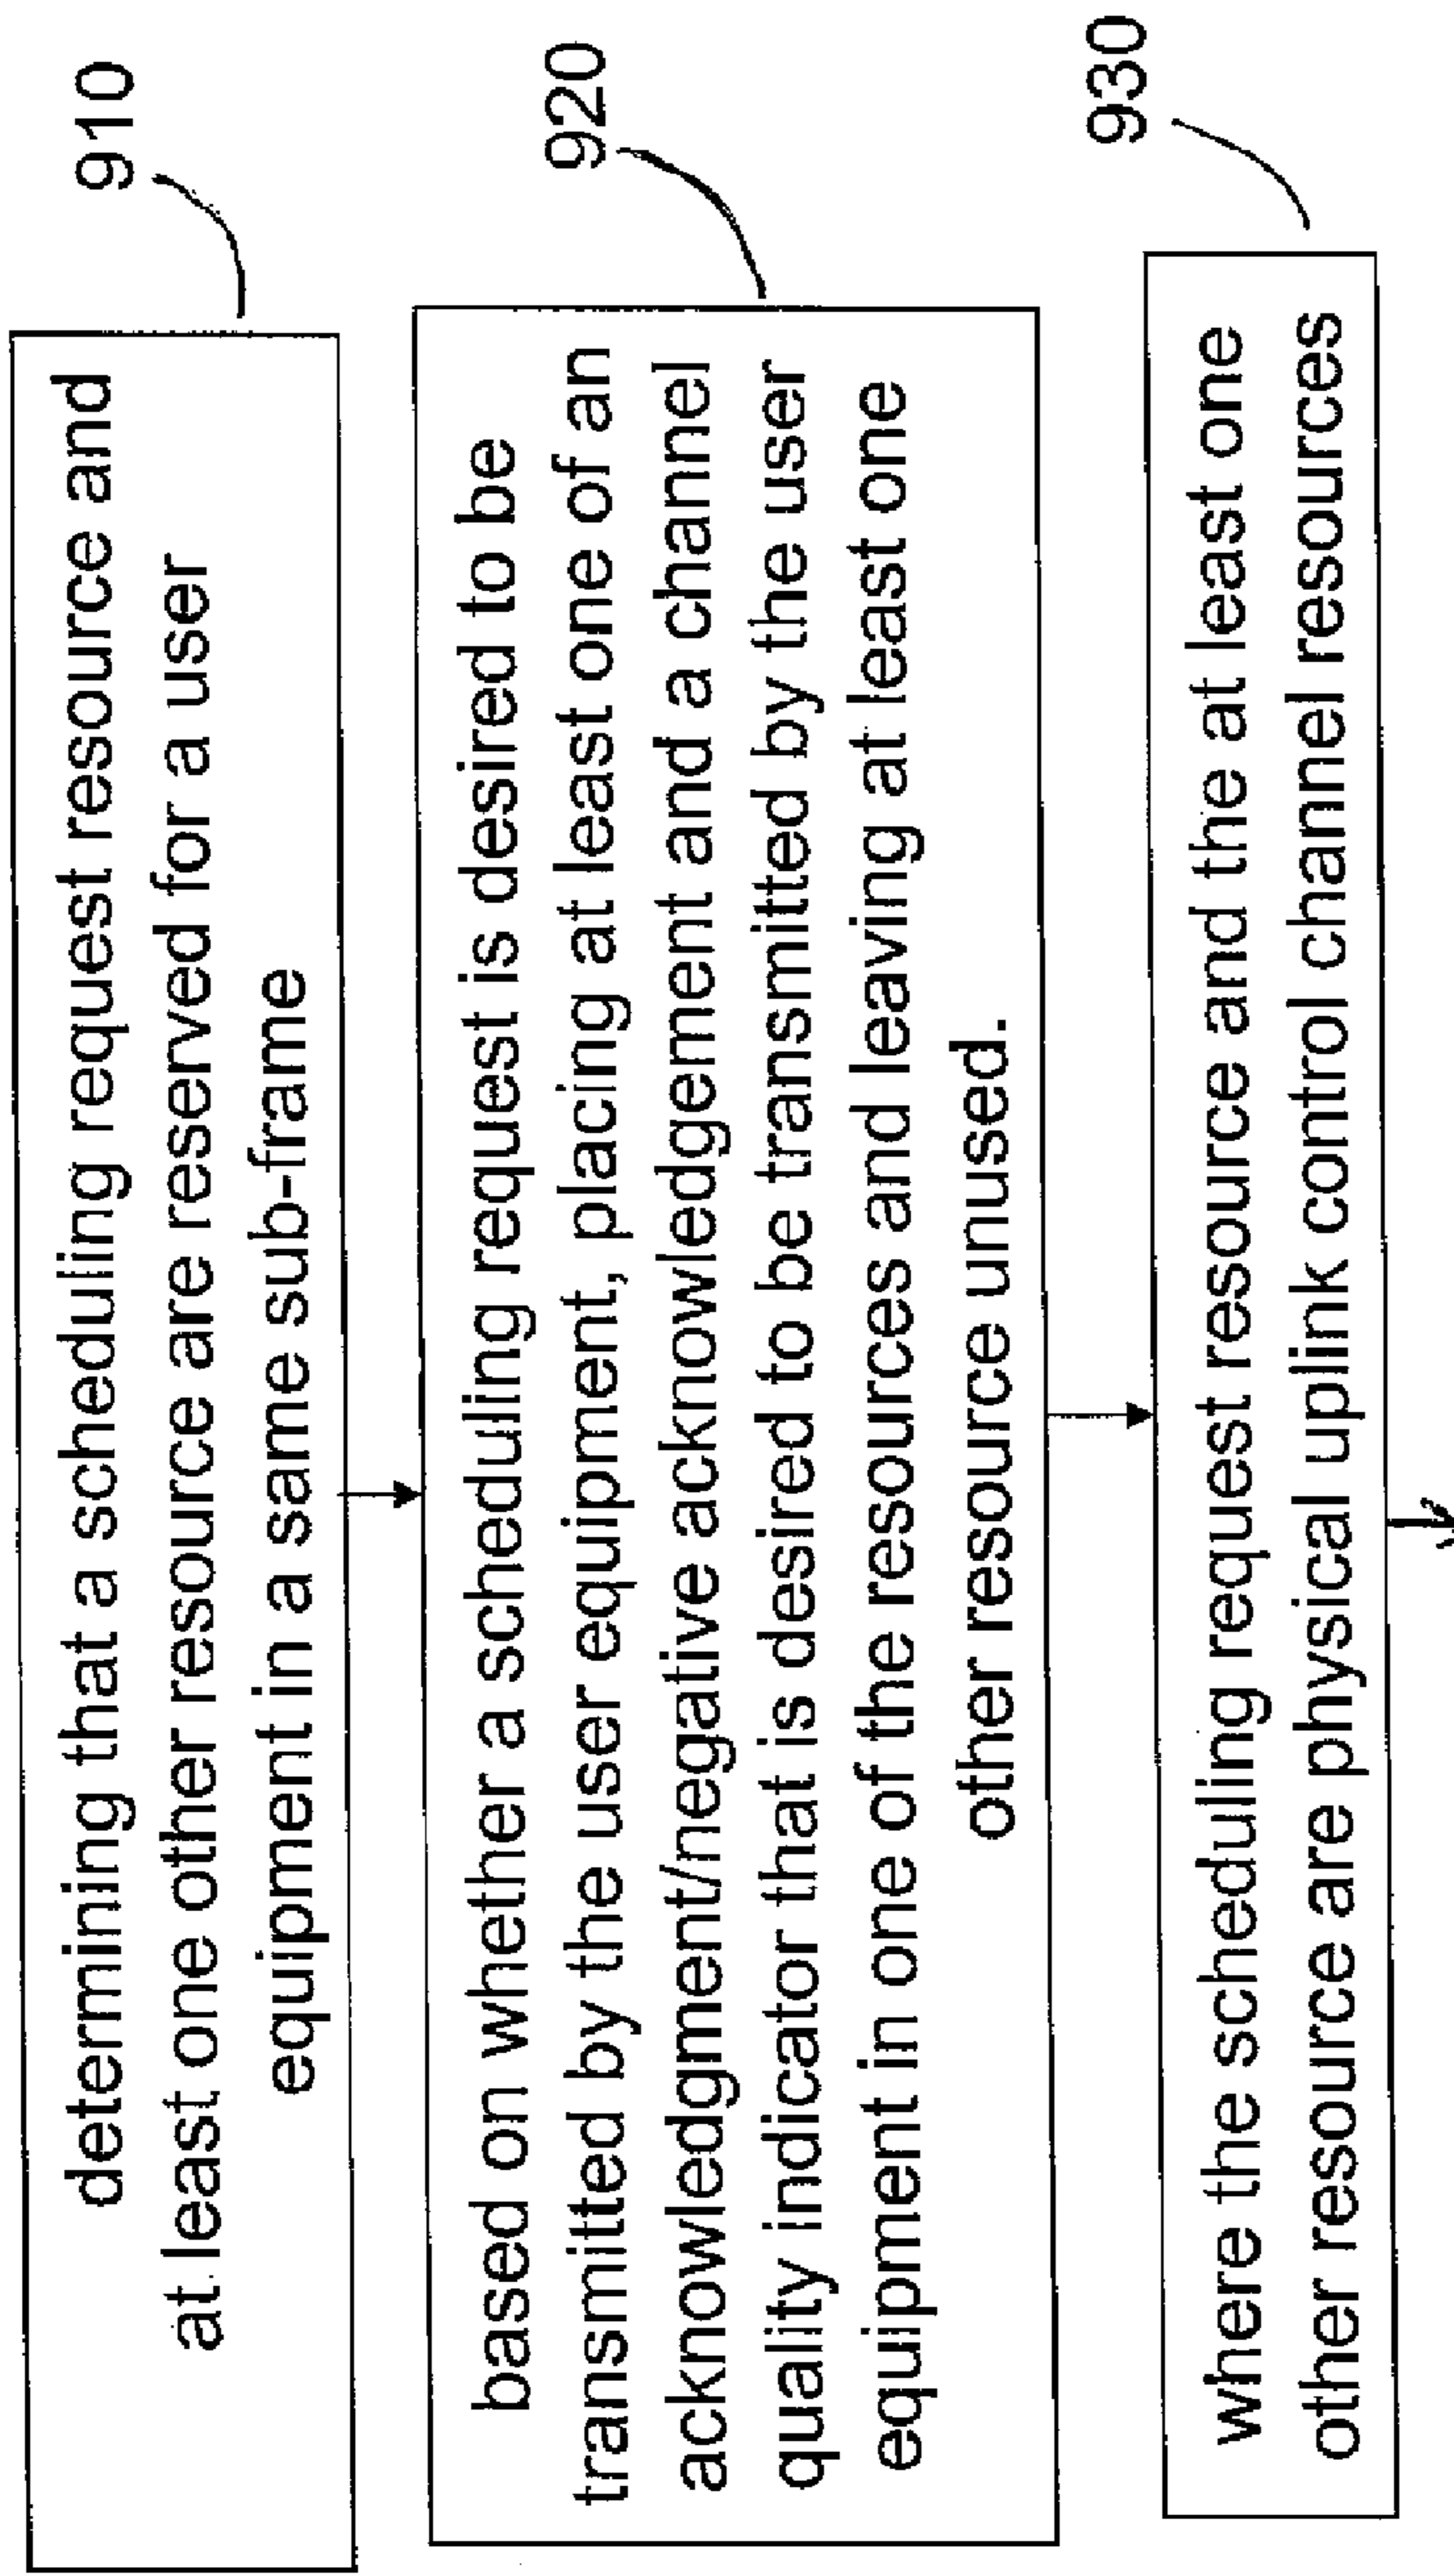 determining that a scheduling request resource and
at least one other resource are reserved for a user
equipment in a same sub-frame
910
based on whether a scheduling request is desired to be
transmitted by the user equipment, placing at least one of an
acknowledgment/negative acknowledgement and a channel
quality indicator that is desired to be transmitted by the user
equipment in one of the resources and leaving at least one
other resource unused.
920
where the scheduling request resource and the at least one
other resource are physical uplink control channel resources
930